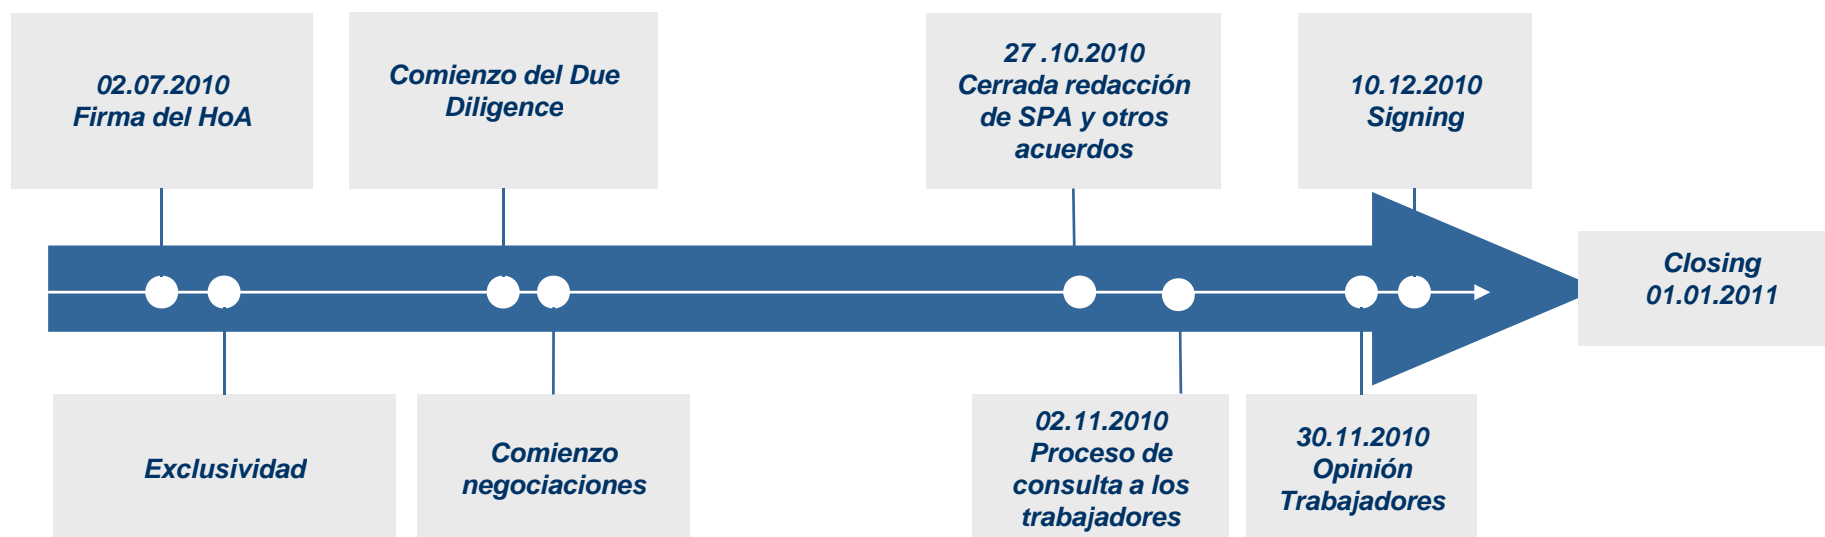 02.07.2010
Firma del HoA
Comienzo del Due
Diligence
27 .10.2010
Cerrada redacción
de SPA y otros
acuerdos
10.12.2010
Signing
Closing
01.01.2011
Exclusividad
Comienzo
negociaciones
02.11.2010
Proceso de
consulta a los
trabajadores
30.11.2010
Opinión
Trabajadores